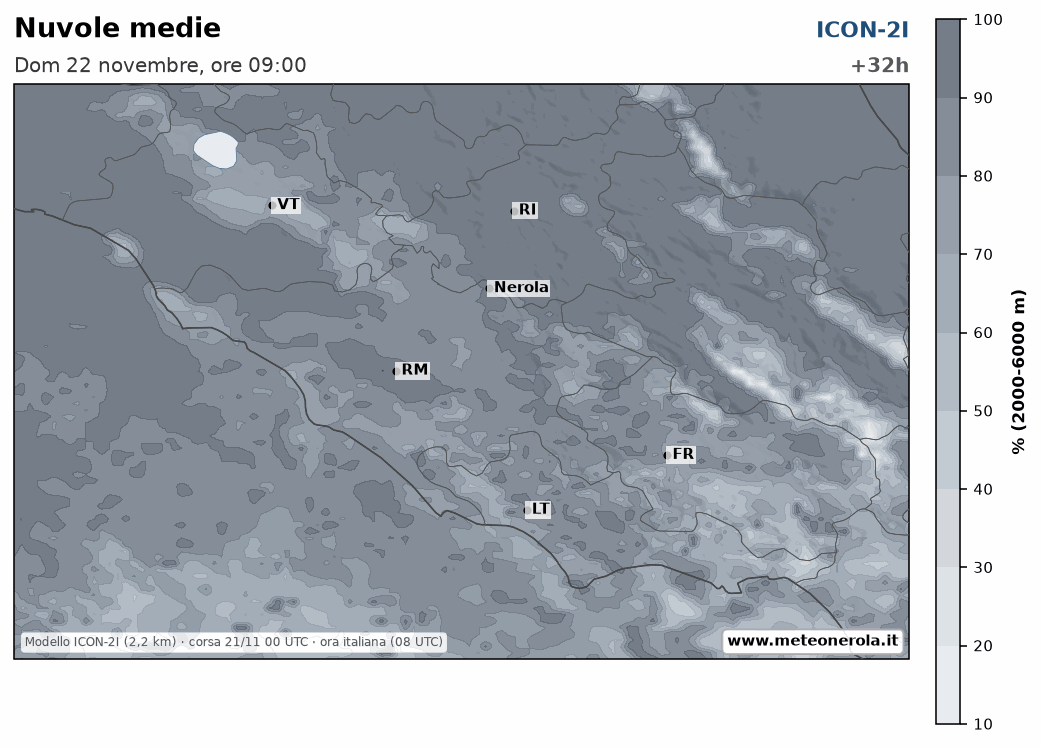 Nuvole medie
ICON-2I
Dom 22 novembre, ore 09:00
+32h
100
90
80
70
60
50
40
30
20
10
% (2000-6000 m)
VT
RI
Nerola
RM
FR
LT
Modello ICON-2I (2,2 km) · corsa 21/11 00 UTC · ora italiana (08 UTC)
www.meteonerola.it